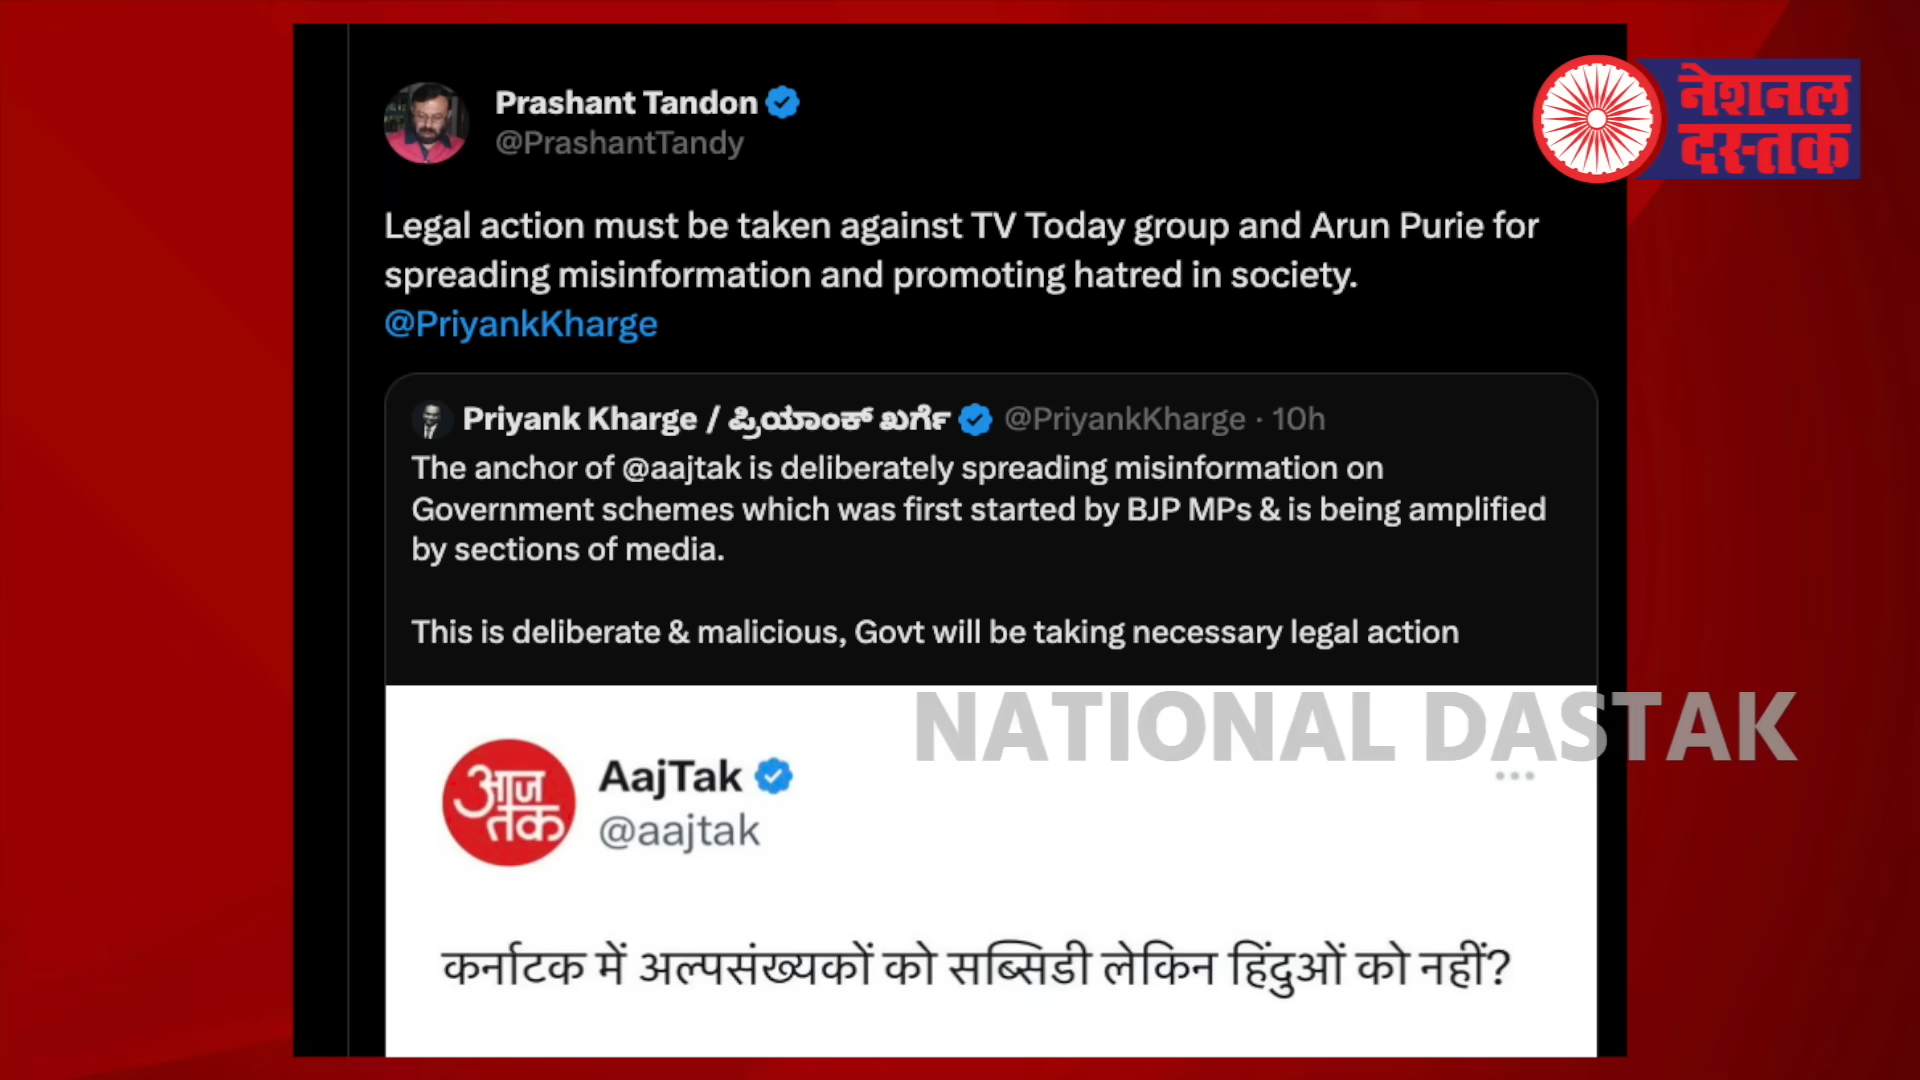 Prashant Tandon
@PrashantTandy
नेशनल
दस्तक
Legal action must be taken against TV Today group and Arun Purie for
spreading misinformation and promoting hatred in society.
@PriyankKharge
Priyank Kharge / ಪ್ರಿಯಾಂಕ್ ಖರ್ಗೆ @PriyankKharge · 10h
The anchor of @aajtak is deliberately spreading misinformation on
Government schemes which was first started by BJP MPs & is being amplified
by sections of media.
This is deliberate & malicious, Govt will be taking necessary legal action
NATIONAL DASTAK
आज
तक
AajTak
@aajtak
कर्नाटक में अल्पसंख्यकों को सब्सिडी लेकिन हिंदुओं को नहीं?